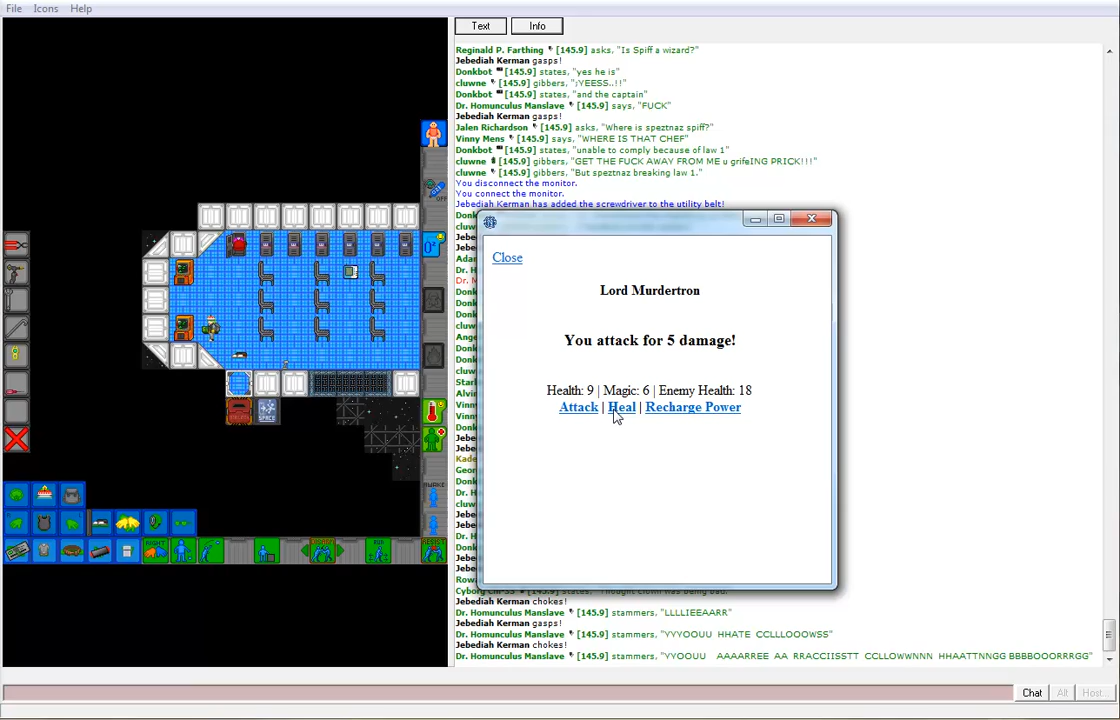 File Icons Help
Text Info
Reginald P. Farthing [145.9] asks, "Is Spiff a wizard?"
Jebediah Kerman gasps!
Donkbot [145.9] states, "yes he is"
cluwne [145.9] gibbers, ";YEESS..!!"
Donkbot [145.9] states, "and the captain"
Dr. Homunculus Manslave [145.9] says, "FUCK"
Jebediah Kerman gasps!
Jalen Richardson [145.9] asks, "Where is speztnaz spiff?"
Vinny Mens [145.9] says, "WHERE IS THAT CHEF"
Donkbot [145.9] states, "unable to comply because of law 1"
cluwne [145.9] gibbers, "GET THE FUCK AWAY FROM ME u grifeING PRICK!!!"
cluwne [145.9] gibbers, "But speztnaz breaking law 1."
You disconnect the monitor.
You connect the monitor.
Jebediah Kerman has added the screwdriver to the utility belt!
Close
Lord Murdertron
You attack for 5 damage!
Health: 9 | Magic: 6 | Enemy Health: 18
Attack | Heal | Recharge Power
OFF
SPACE
AWAKE
RIGHT
DISARM
RUN
RESIST
Jebediah Kerman chokes!
Dr. Homunculus Manslave [145.9] stammers, "LLLLIEEAARR"
Jebediah Kerman gasps!
Dr. Homunculus Manslave [145.9] stammers, "YYYOOUU HHATE CCLLLOOOWSS"
Jebediah Kerman chokes!
Dr. Homunculus Manslave [145.9] stammers, "YYOOUU AAAARREE AA RRACCIISSTT CCLLOWWNNN HHAATTNNGG BBBBOOORRRGG"
Chat Alt Host...